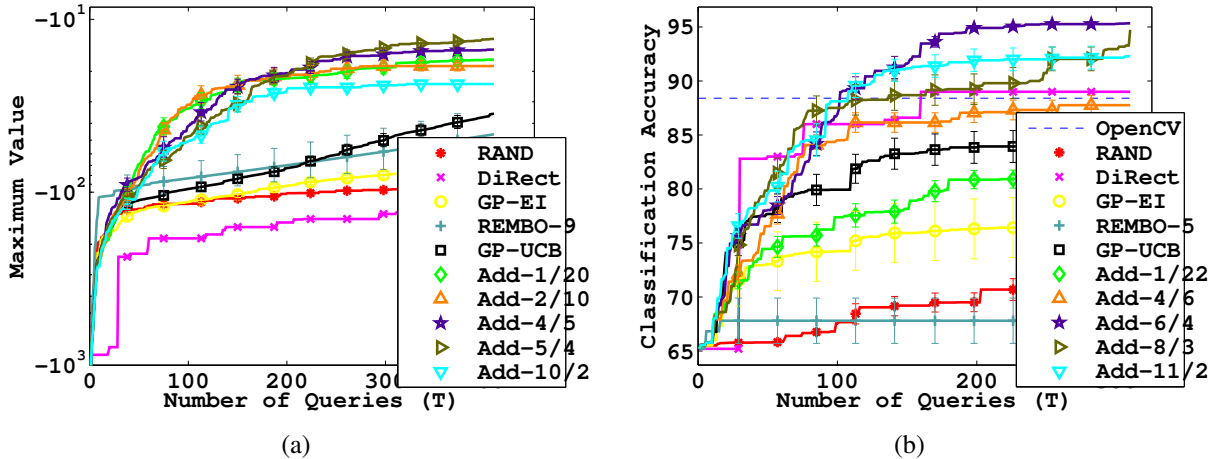 -10^1
-10^2
-10^3
Maximum Value
0
100
200
300
Number of Queries (T)
RAND
DiRect
GP-EI
REMBO-9
GP-UCB
Add-1/20
Add-2/10
Add-4/5
Add-5/4
Add-10/2
(a)
95
90
85
80
75
70
65
Classification Accuracy
0
100
200
Number of Queries (T)
OpenCV
RAND
DiRect
GP-EI
REMBO-5
GP-UCB
Add-1/22
Add-4/6
Add-6/4
Add-8/3
Add-11/2
(b)